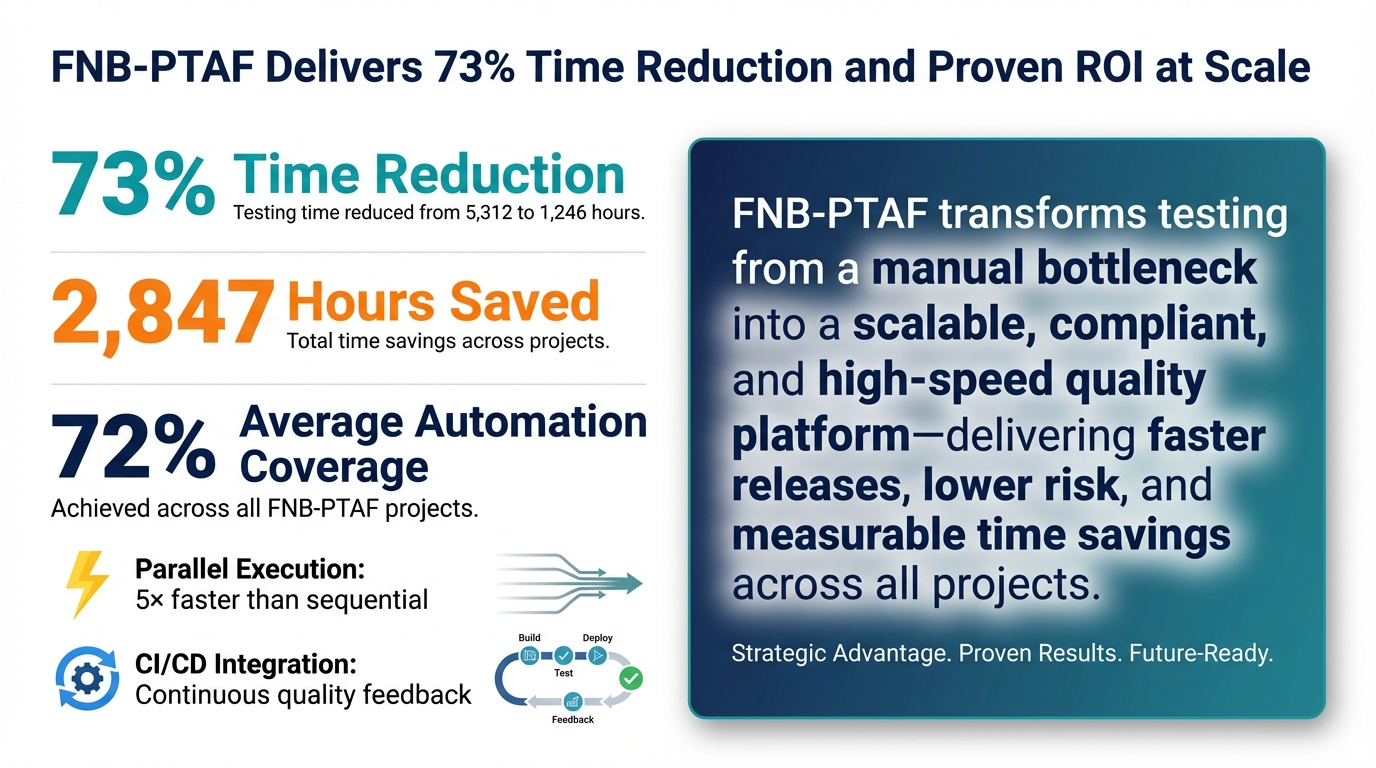 FNB-PTAF Delivers 73% Time Reduction and Proven ROI at Scale
73%
Time Reduction
Testing time reduced from 5,312 to 1,246 hours.
2,847
Hours Saved
Total time savings across projects.
72%
Average Automation
Coverage
Achieved across all FNB-PTAF projects.
Parallel Execution:
5× faster than sequential
CI/CD Integration:
Continuous quality feedback
Build
Deploy
Test
Feedback
FNB-PTAF transforms testing
from a manual bottleneck
into a scalable, compliant,
and high-speed quality
platform—delivering faster
releases, lower risk, and
measurable time savings
across all projects.
Strategic Advantage. Proven Results. Future-Ready.